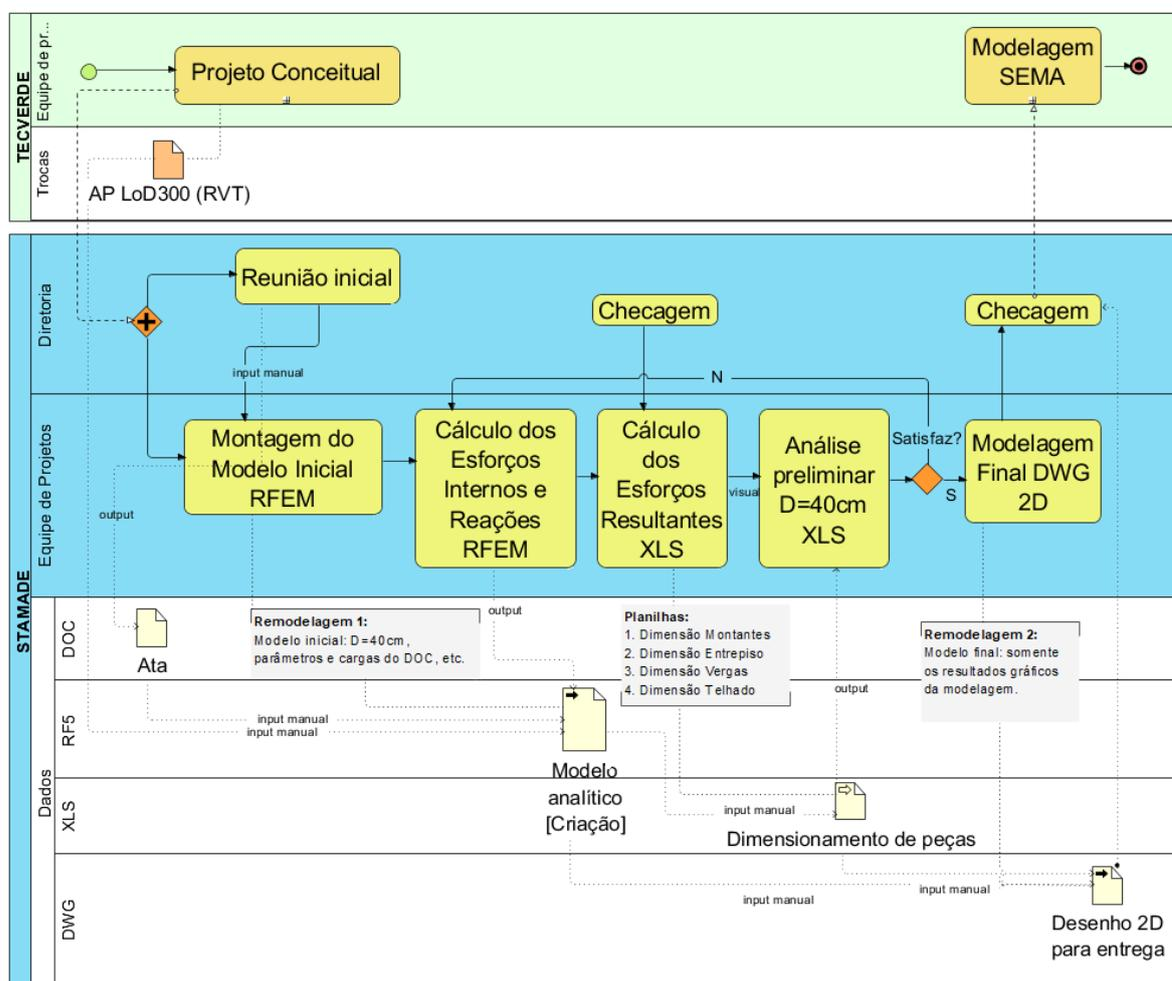 TECVERDE
Equipe de pr...
Projeto Conceitual
Modelagem
SEMA
Trocas
AP LoD300 (RVT)
STAMADE
Diretoria
Reunião inicial
input manual
Checagem
Checagem
N
Equipe de Projetos
Montagem do
Modelo Inicial
RFEM
Cálculo dos
Esforços
Internos e
Reações
RFEM
Cálculo
dos
Esforços
Resultantes
XLS
visual
Análise
preliminar
D=40cm
XLS
Satisfaz?
S
Modelagem
Final DWG
2D
output
Dados
DOC
Ata
Remodelagem 1:
Modelo inicial: D=40cm,
parâmetros e cargas do DOC, etc.
output
Planilhas:
1. Dimensão Montantes
2. Dimensão Entrepiso
3. Dimensão Vergas
4. Dimensão Telhado
output
Remodelagem 2:
Modelo final: somente
os resultados gráficos
da modelagem.
RF5
input manual
input manual
Modelo
analítico
[Criação]
XLS
input manual
Dimensionamento de peças
DWG
input manual
input manual
Desenho 2D
para entrega